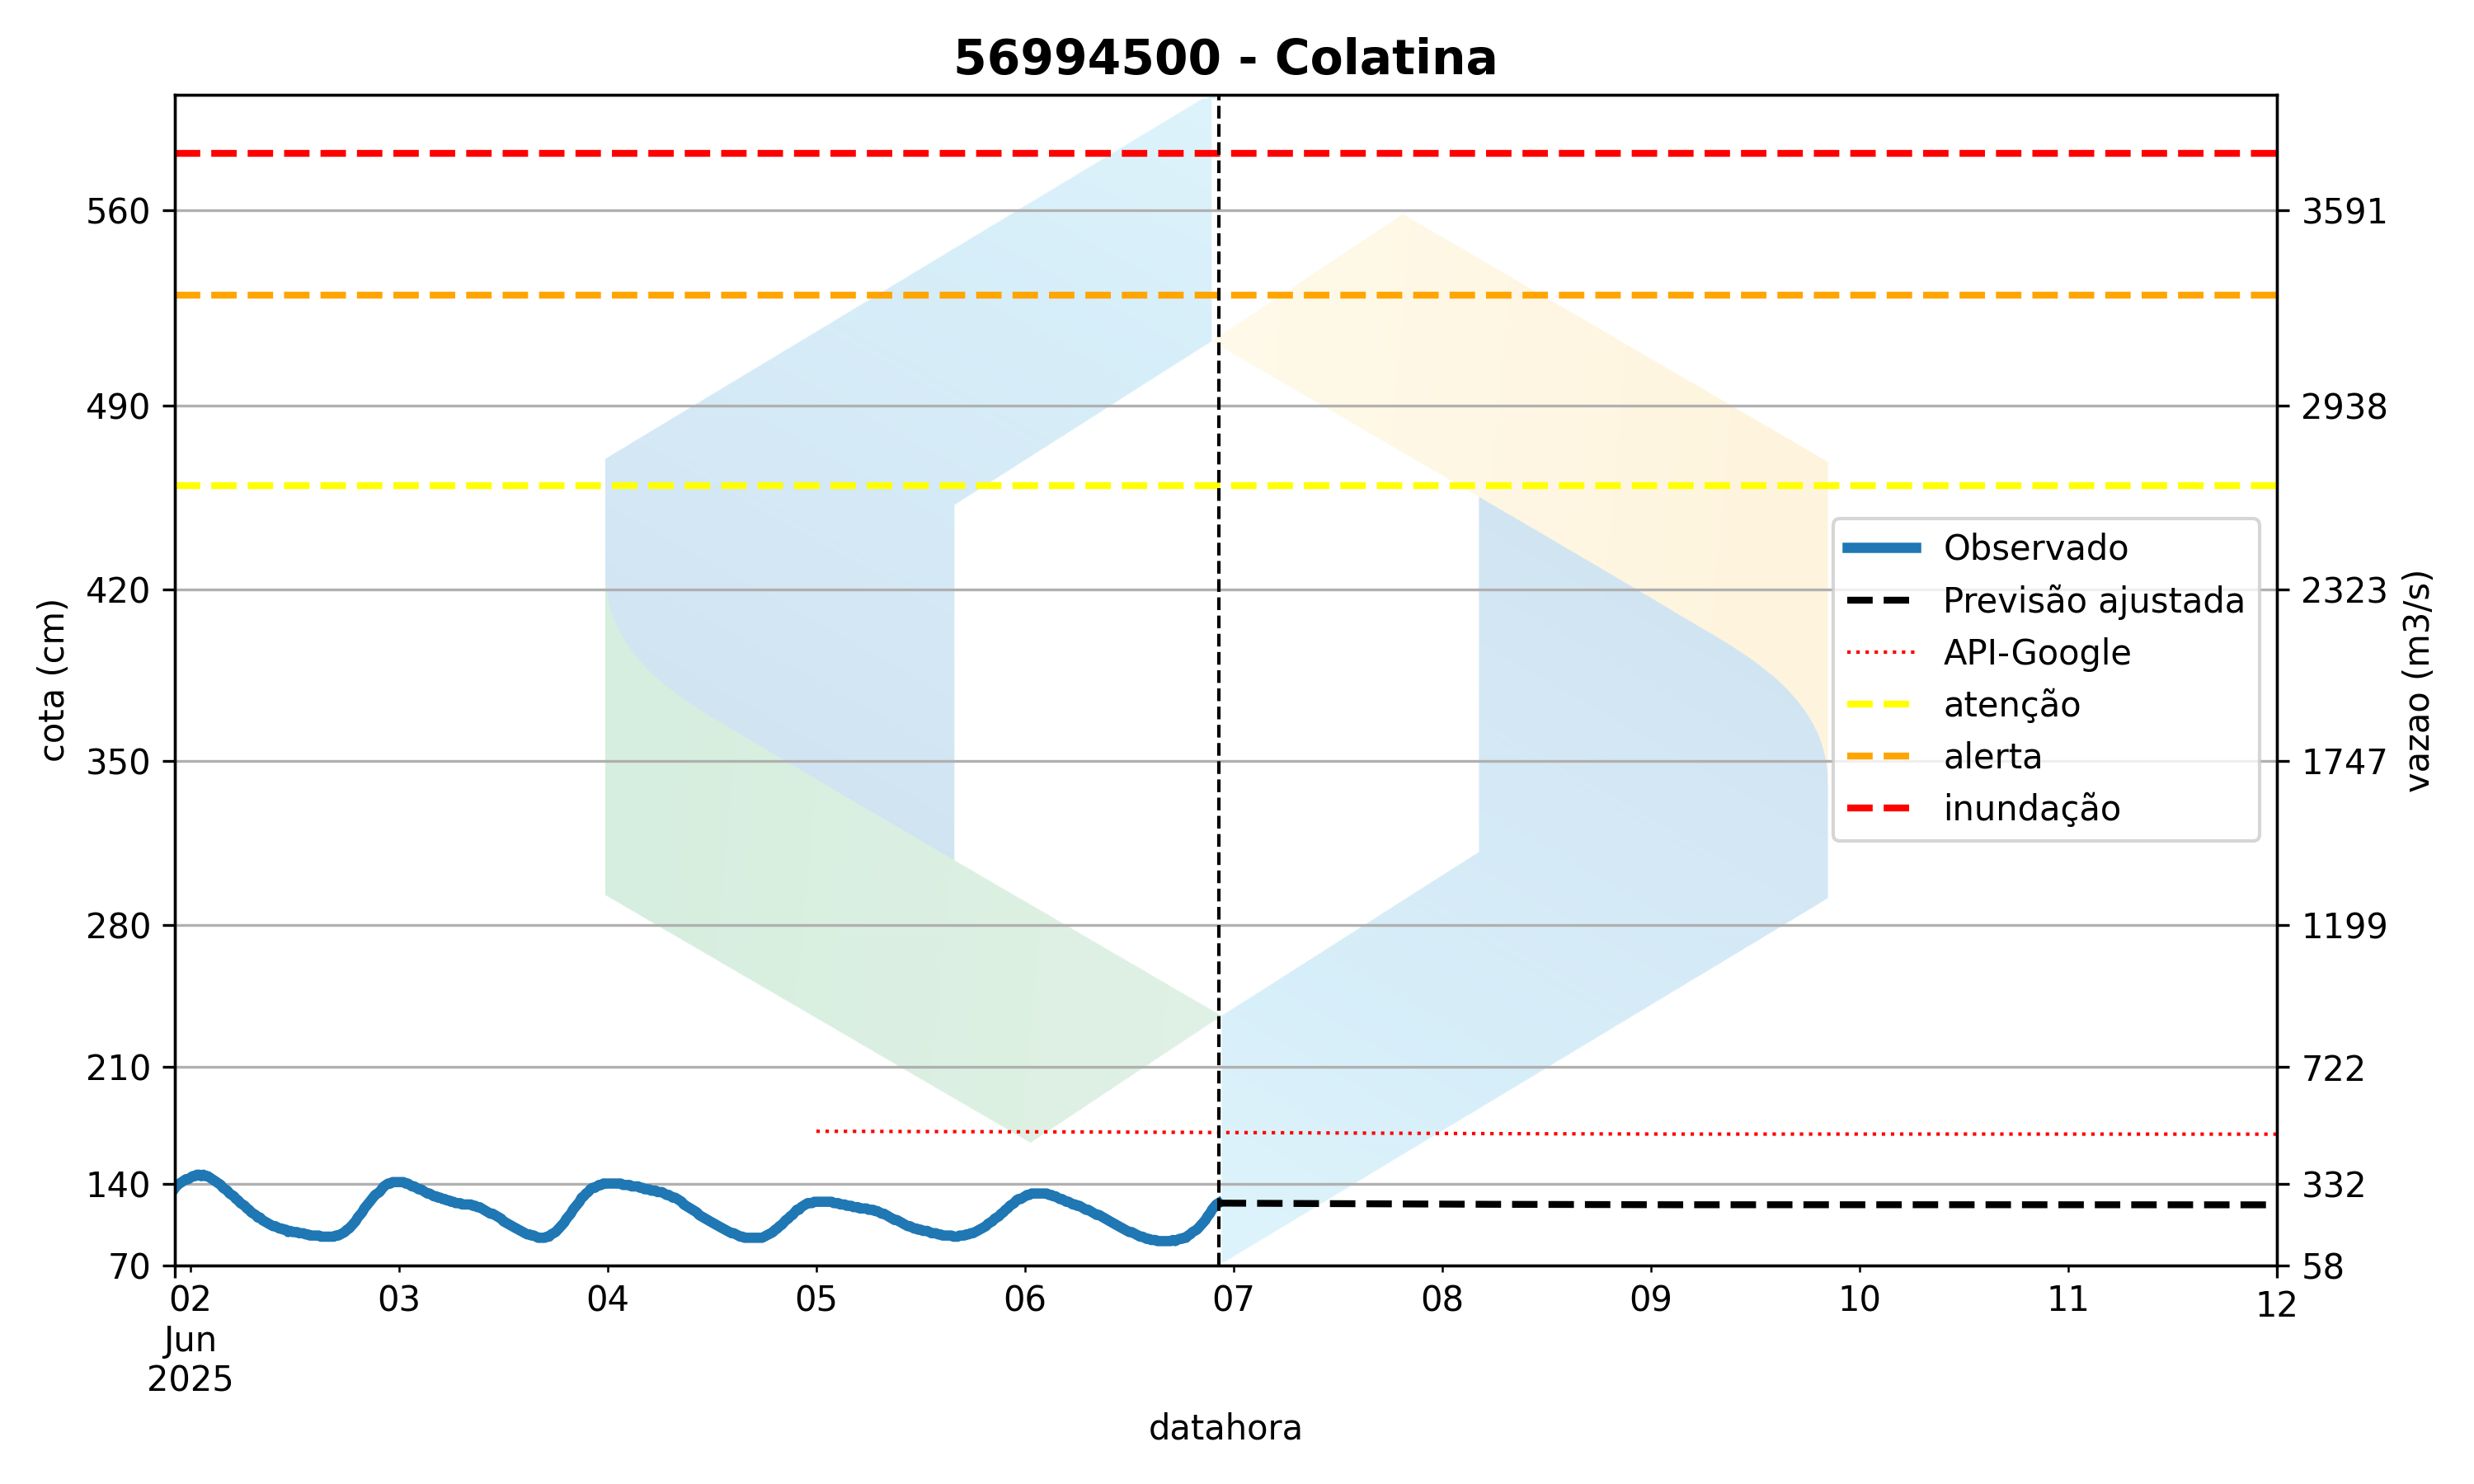 56994500 - Colatina
cota (cm)
560
490
420
350
280
210
140
70
3591
2938
2323
1747
1199
722
332
58
vazao (m3/s)
Observado
Previsão ajustada
API-Google
atenção
alerta
inundação
02 03 04 05 06 07 08 09 10 11 12
Jun
2025
datahora